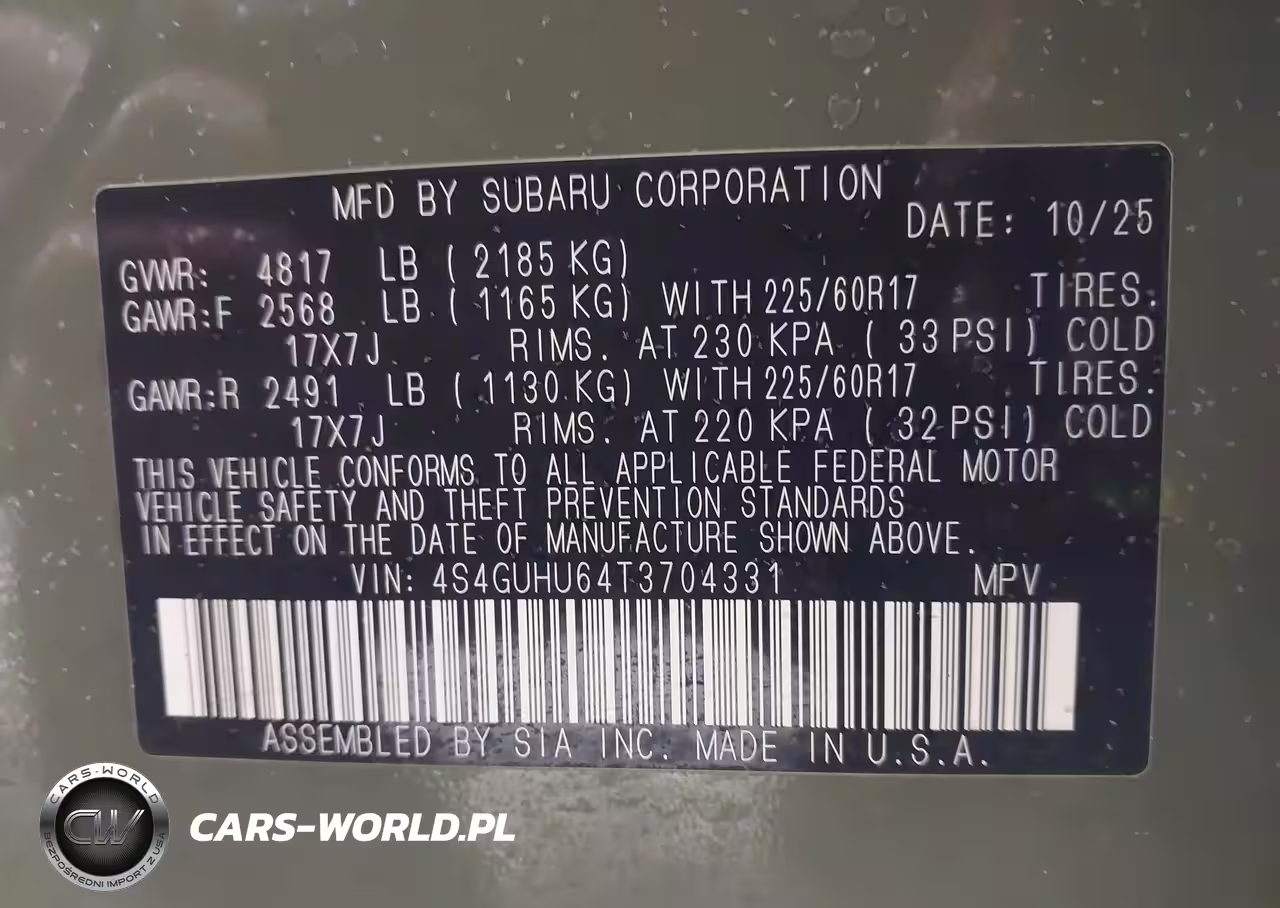 MFD BY SUBARU CORPORATION
DATE: 10/25
GVWR: 4817 LB ( 2185 KG)
GAWR:F 2568 LB ( 1165 KG) WITH 225/60R17 TIRES.
17X7J RIMS. AT 230 KPA ( 33 PSI) COLD
GAWR:R 2491 LB ( 1130 KG) WITH 225/60R17 TIRES.
17X7J RIMS. AT 220 KPA ( 32 PSI) COLD
THIS VEHICLE CONFORMS TO ALL APPLICABLE FEDERAL MOTOR
VEHICLE SAFETY AND THEFT PREVENTION STANDARDS
IN EFFECT ON THE DATE OF MANUFACTURE SHOWN ABOVE.
VIN: 4S4GUHU64T3704331 MPV
ASSEMBLED BY SIA INC. MADE IN U.S.A.
CARS-WORLD
CW
BEZPOŚREDNI IMPORT Z USA
CARS-WORLD.PL